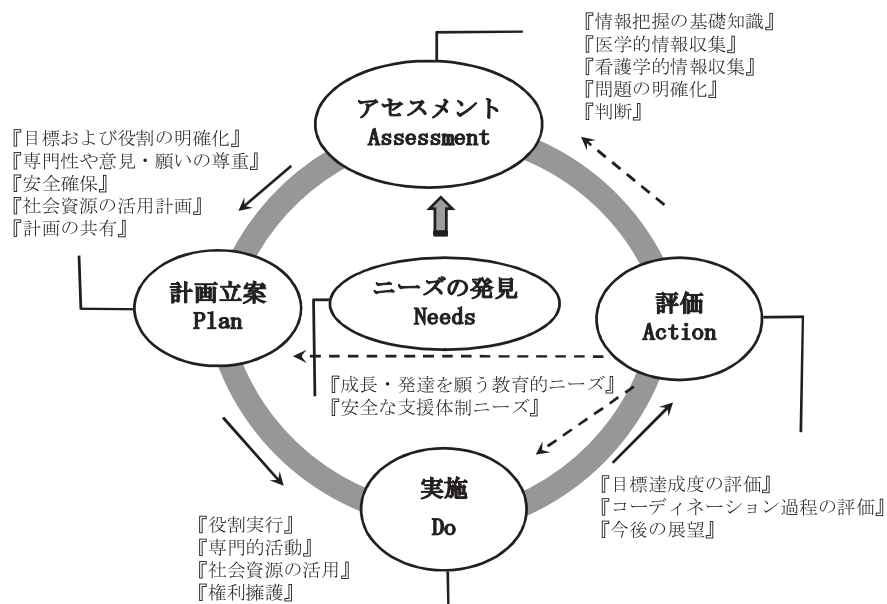 『情報把握の基礎知識』
『医学的情報収集』
『看護学的情報収集』
『問題の明確化』
『判断』
アセスメント
Assessment
『目標および役割の明確化』
『専門性や意見・願いの尊重』
『安全確保』
『社会資源の活用計画』
『計画の共有』
計画立案
Plan
ニーズの発見
Needs
評価
Action
『成長・発達を願う教育的ニーズ』
『安全な支援体制ニーズ』
実施
Do
『目標達成度の評価』
『コーディネーション過程の評価』
『今後の展望』
『役割実行』
『専門的活動』
『社会資源の活用』
『権利擁護』